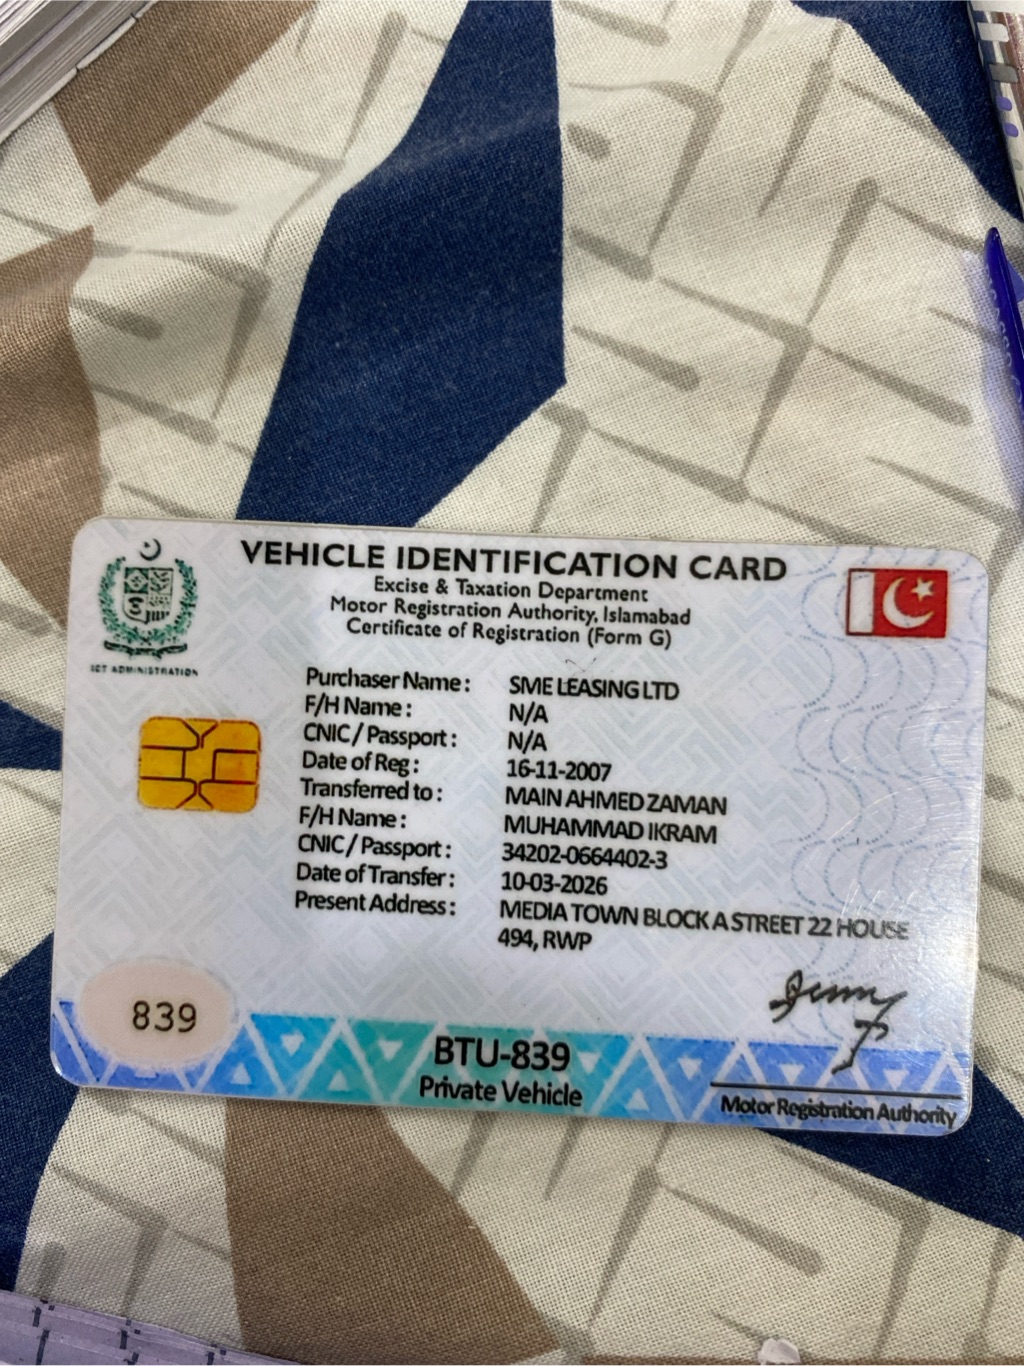 VEHICLE IDENTIFICATION CARD
Excise & Taxation Department
Motor Registration Authority, Islamabad
Certificate of Registration (Form G)
ICT ADMINISTRATION
Purchaser Name : SME LEASING LTD
F/H Name : N/A
CNIC / Passport : N/A
Date of Reg : 16-11-2007
Transferred to : MAIN AHMED ZAMAN
F/H Name : MUHAMMAD IKRAM
CNIC / Passport : 34202-0664402-3
Date of Transfer : 10-03-2026
Present Address : MEDIA TOWN BLOCK A STREET 22 HOUSE
494, RWP
839
BTU-839
Private Vehicle
Motor Registration Authority